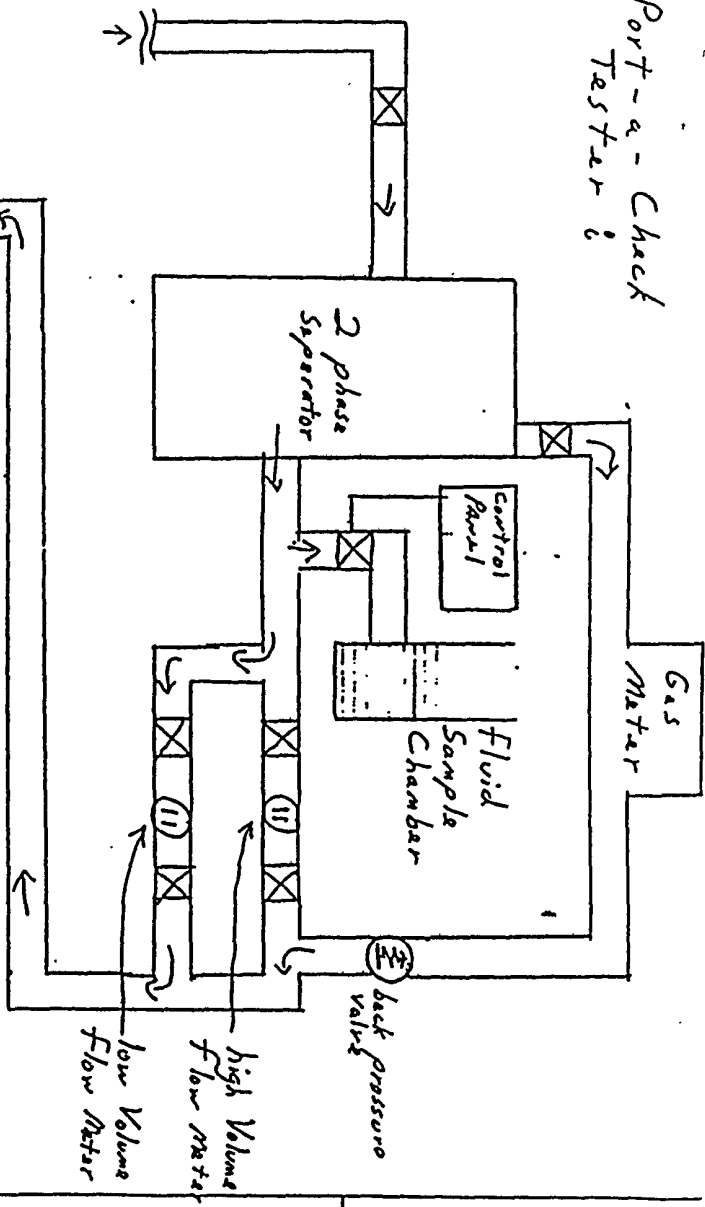 Port-a-Check
Tester :
2 phase
Separator
Control
Panel
Gas
Meter
fluid
Sample
Chamber
back pressure
valve
high Volume
flow meter
low Volume
flow Meter